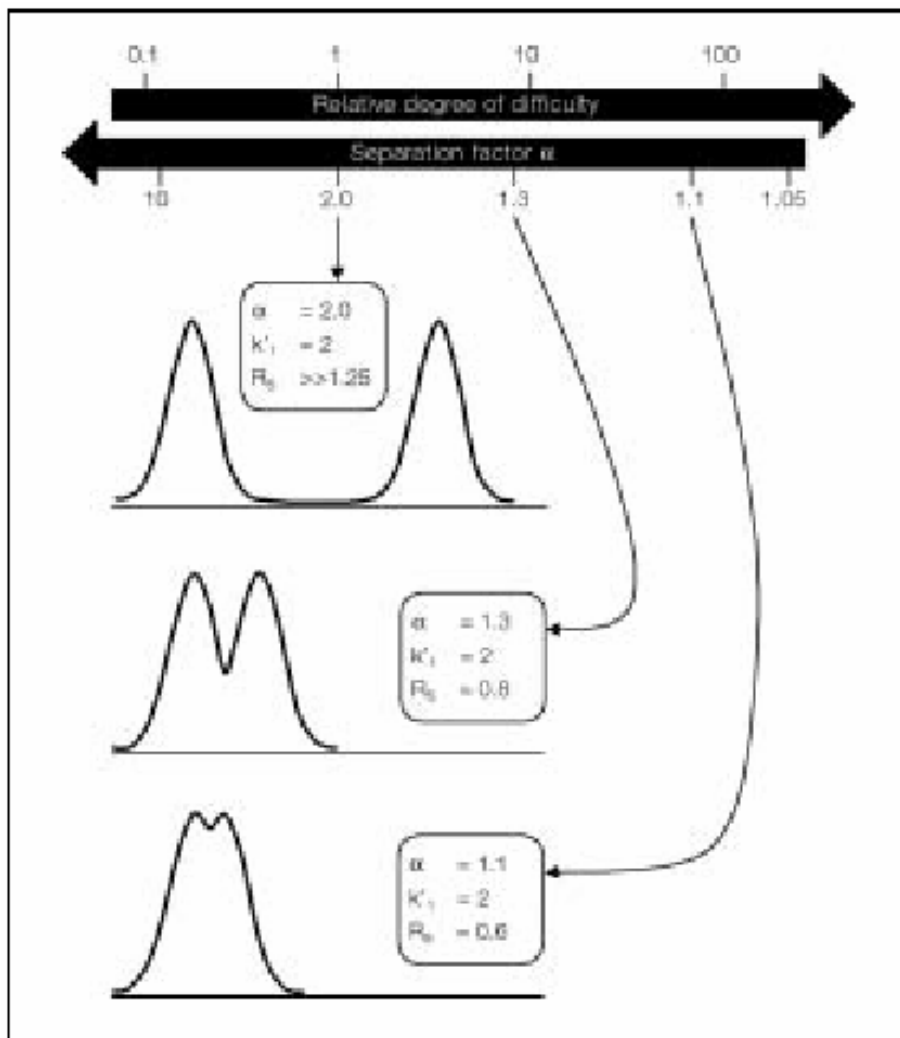 0.1 1 10 100
Relative degree of difficulty
Separation factor α
10 2.0 1.3 1.1 1.05
α = 2.0
k'₁ = 2
Rₛ >>1.25
α = 1.3
k'₁ = 2
Rₛ = 0.8
α = 1.1
k'₁ = 2
Rₛ = 0.6